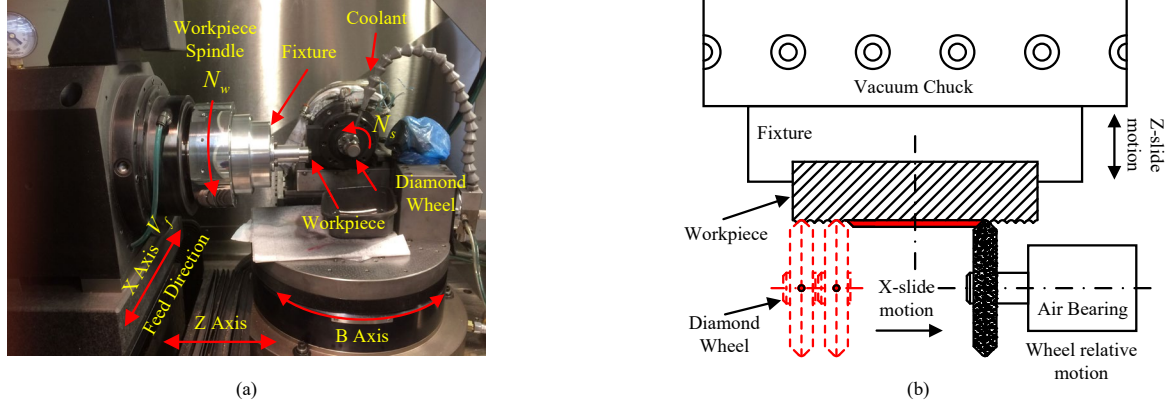 Workpiece
Spindle
N_w
Fixture
Coolant
N_s
Diamond
Wheel
Workpiece
X Axis V_f
Feed Direction
Z Axis
B Axis
(a)
Vacuum Chuck
Fixture
Z-slide
motion
Workpiece
X-slide
motion
Diamond
Wheel
Air Bearing
Wheel relative
motion
(b)